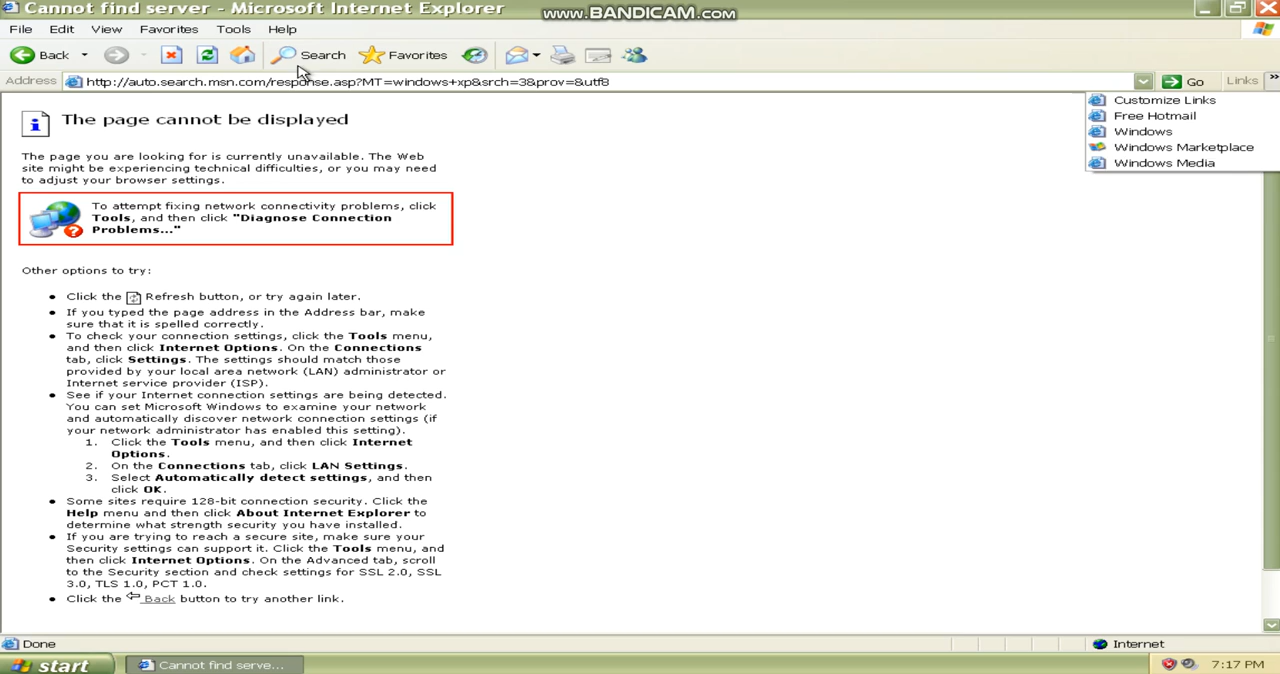 Cannot find server - Microsoft Internet Explorer
www.BANDICAM.com
File Edit View Favorites Tools Help
Back Search Favorites
Address http://auto.search.msn.com/response.asp?MT=windows+xp&srch=3&prov=&utf8 Go Links »
Customize Links
Free Hotmail
Windows
Windows Marketplace
Windows Media
The page cannot be displayed
The page you are looking for is currently unavailable. The Web
site might be experiencing technical difficulties, or you may need
to adjust your browser settings.
To attempt fixing network connectivity problems, click
Tools, and then click "Diagnose Connection
Problems..."
Other options to try:
• Click the Refresh button, or try again later.
• If you typed the page address in the Address bar, make
sure that it is spelled correctly.
• To check your connection settings, click the Tools menu,
and then click Internet Options. On the Connections
tab, click Settings. The settings should match those
provided by your local area network (LAN) administrator or
Internet service provider (ISP).
• See if your Internet connection settings are being detected.
You can set Microsoft Windows to examine your network
and automatically discover network connection settings (if
your network administrator has enabled this setting).
1. Click the Tools menu, and then click Internet
Options.
2. On the Connections tab, click LAN Settings.
3. Select Automatically detect settings, and then
click OK.
• Some sites require 128-bit connection security. Click the
Help menu and then click About Internet Explorer to
determine what strength security you have installed.
• If you are trying to reach a secure site, make sure your
Security settings can support it. Click the Tools menu, and
then click Internet Options. On the Advanced tab, scroll
to the Security section and check settings for SSL 2.0, SSL
3.0, TLS 1.0, PCT 1.0.
• Click the Back button to try another link.
Done Internet
start Cannot find serve... 7:17 PM